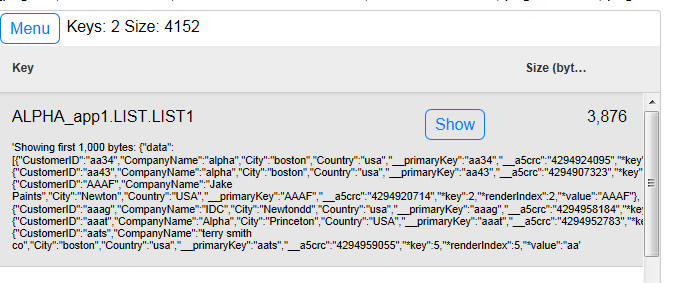 Menu Keys: 2 Size: 4152
Key Size (byt…
ALPHA_app1.LIST.LIST1 Show 3,876
'Showing first 1,000 bytes: {"data":
[{"CustomerID":"aa34","CompanyName":"alpha","City":"boston","Country":"usa","__primaryKey":"aa34","__a5crc":"4294924095","*key
{"CustomerID":"aa43","CompanyName":"alpha","City":"boston","Country":"usa","__primaryKey":"aa43","__a5crc":"4294907323","*key"
{"CustomerID":"AAAF","CompanyName":"Jake
Paints","City":"Newton","Country":"USA","__primaryKey":"AAAF","__a5crc":"4294920714","*key":2,"*renderIndex":2,"*value":"AAAF"},
{"CustomerID":"aaag","CompanyName":"IDC","City":"Newtondd","Country":"usa","__primaryKey":"aaag","__a5crc":"4294958184","*key
{"CustomerID":"aaat","CompanyName":"Alpha","City":"Princeton","Country":"USA","__primaryKey":"aaat","__a5crc":"4294952783","*ke
{"CustomerID":"aats","CompanyName":"terry smith
co","City":"boston","Country":"usa","__primaryKey":"aats","__a5crc":"4294959055","*key":5,"*renderIndex":5,"*value":"aa'